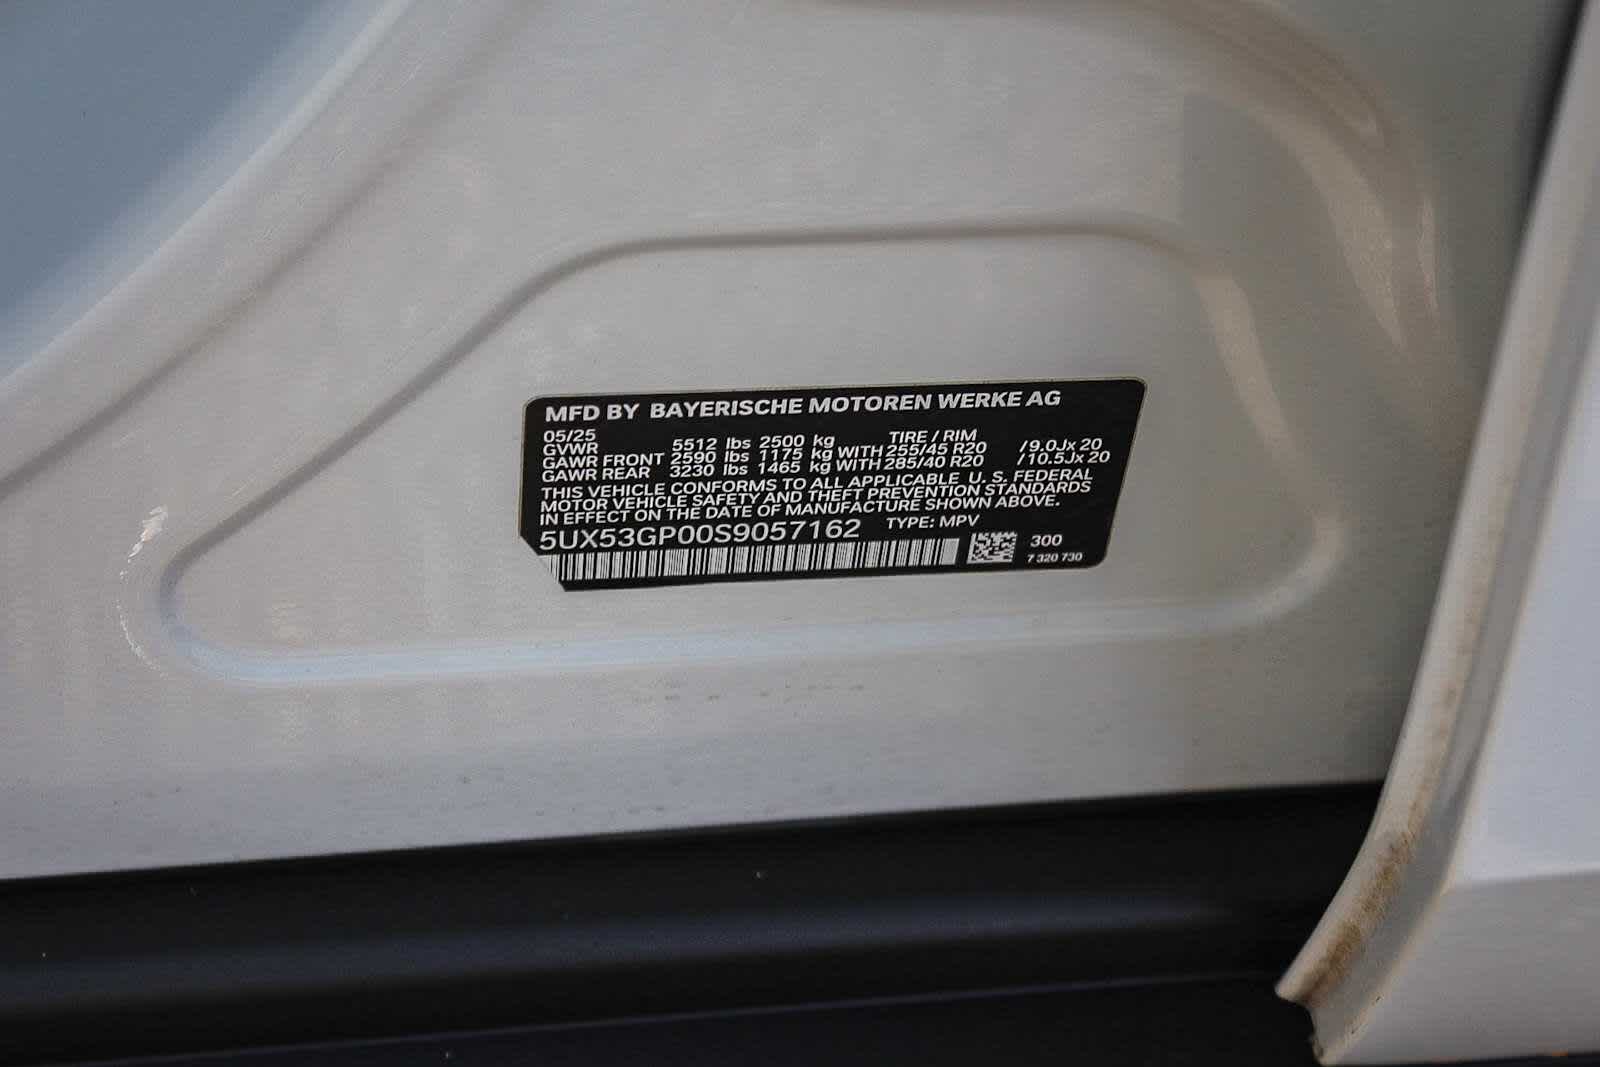 MFD BY BAYERISCHE MOTOREN WERKE AG
05/25 TIRE / RIM
GVWR 5512 lbs 2500 kg
GAWR FRONT 2590 lbs 1175 kg WITH 255/45 R20 /9.0Jx 20
GAWR REAR 3230 lbs 1465 kg WITH 285/40 R20 /10.5Jx 20
THIS VEHICLE CONFORMS TO ALL APPLICABLE U. S. FEDERAL
MOTOR VEHICLE SAFETY AND THEFT PREVENTION STANDARDS
IN EFFECT ON THE DATE OF MANUFACTURE SHOWN ABOVE.
5UX53GP00S9057162 TYPE: MPV
300
7 320 730